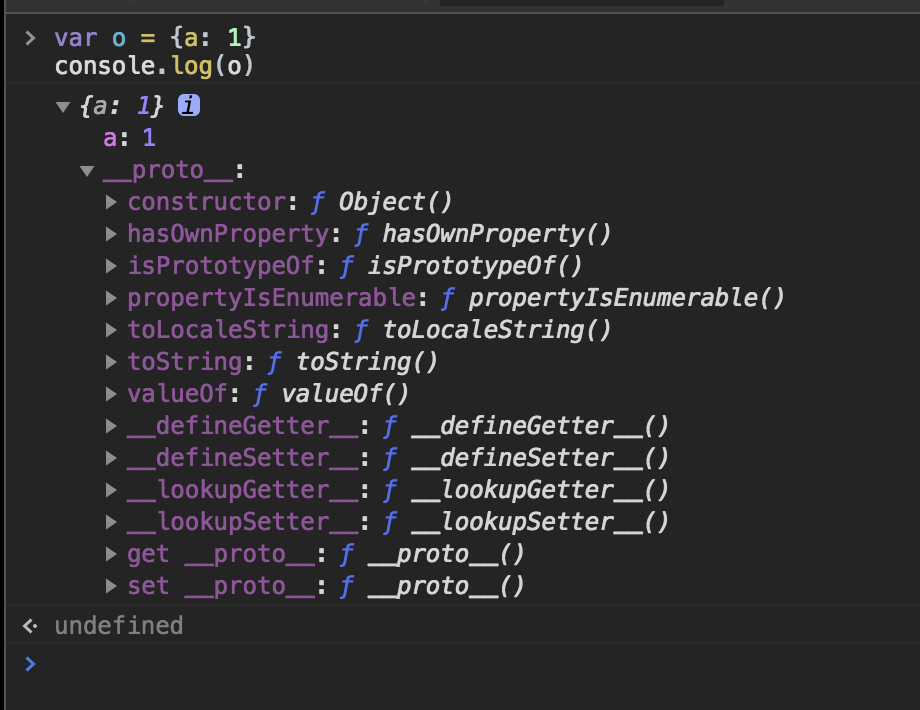 var o = {a: 1}
console.log(o)
{a: 1} i
a: 1
__proto__:
constructor: ƒ Object()
hasOwnProperty: ƒ hasOwnProperty()
isPrototypeOf: ƒ isPrototypeOf()
propertyIsEnumerable: ƒ propertyIsEnumerable()
toLocaleString: ƒ toLocaleString()
toString: ƒ toString()
valueOf: ƒ valueOf()
__defineGetter__: ƒ __defineGetter__()
__defineSetter__: ƒ __defineSetter__()
__lookupGetter__: ƒ __lookupGetter__()
__lookupSetter__: ƒ __lookupSetter__()
get __proto__: ƒ __proto__()
set __proto__: ƒ __proto__()
undefined